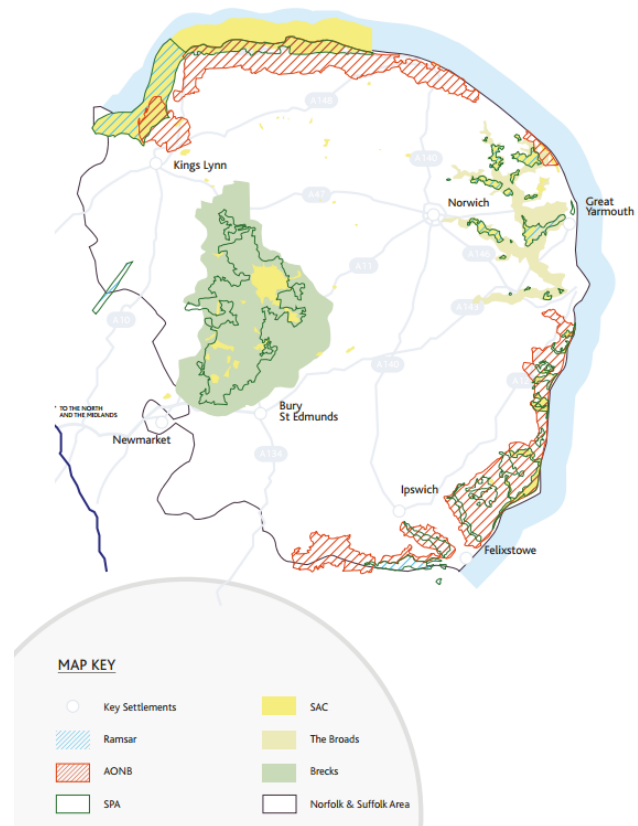 A148
Kings Lynn
A140
A47
Norwich
Great
Yarmouth
A11
A146
A10
A140
TO THE NORTH
AND THE MIDLANDS
Bury
St Edmunds
Newmarket
A134
Ipswich
Felixstowe
MAP KEY
Key Settlements
SAC
Ramsar
The Broads
AONB
Brecks
SPA
Norfolk & Suffolk Area